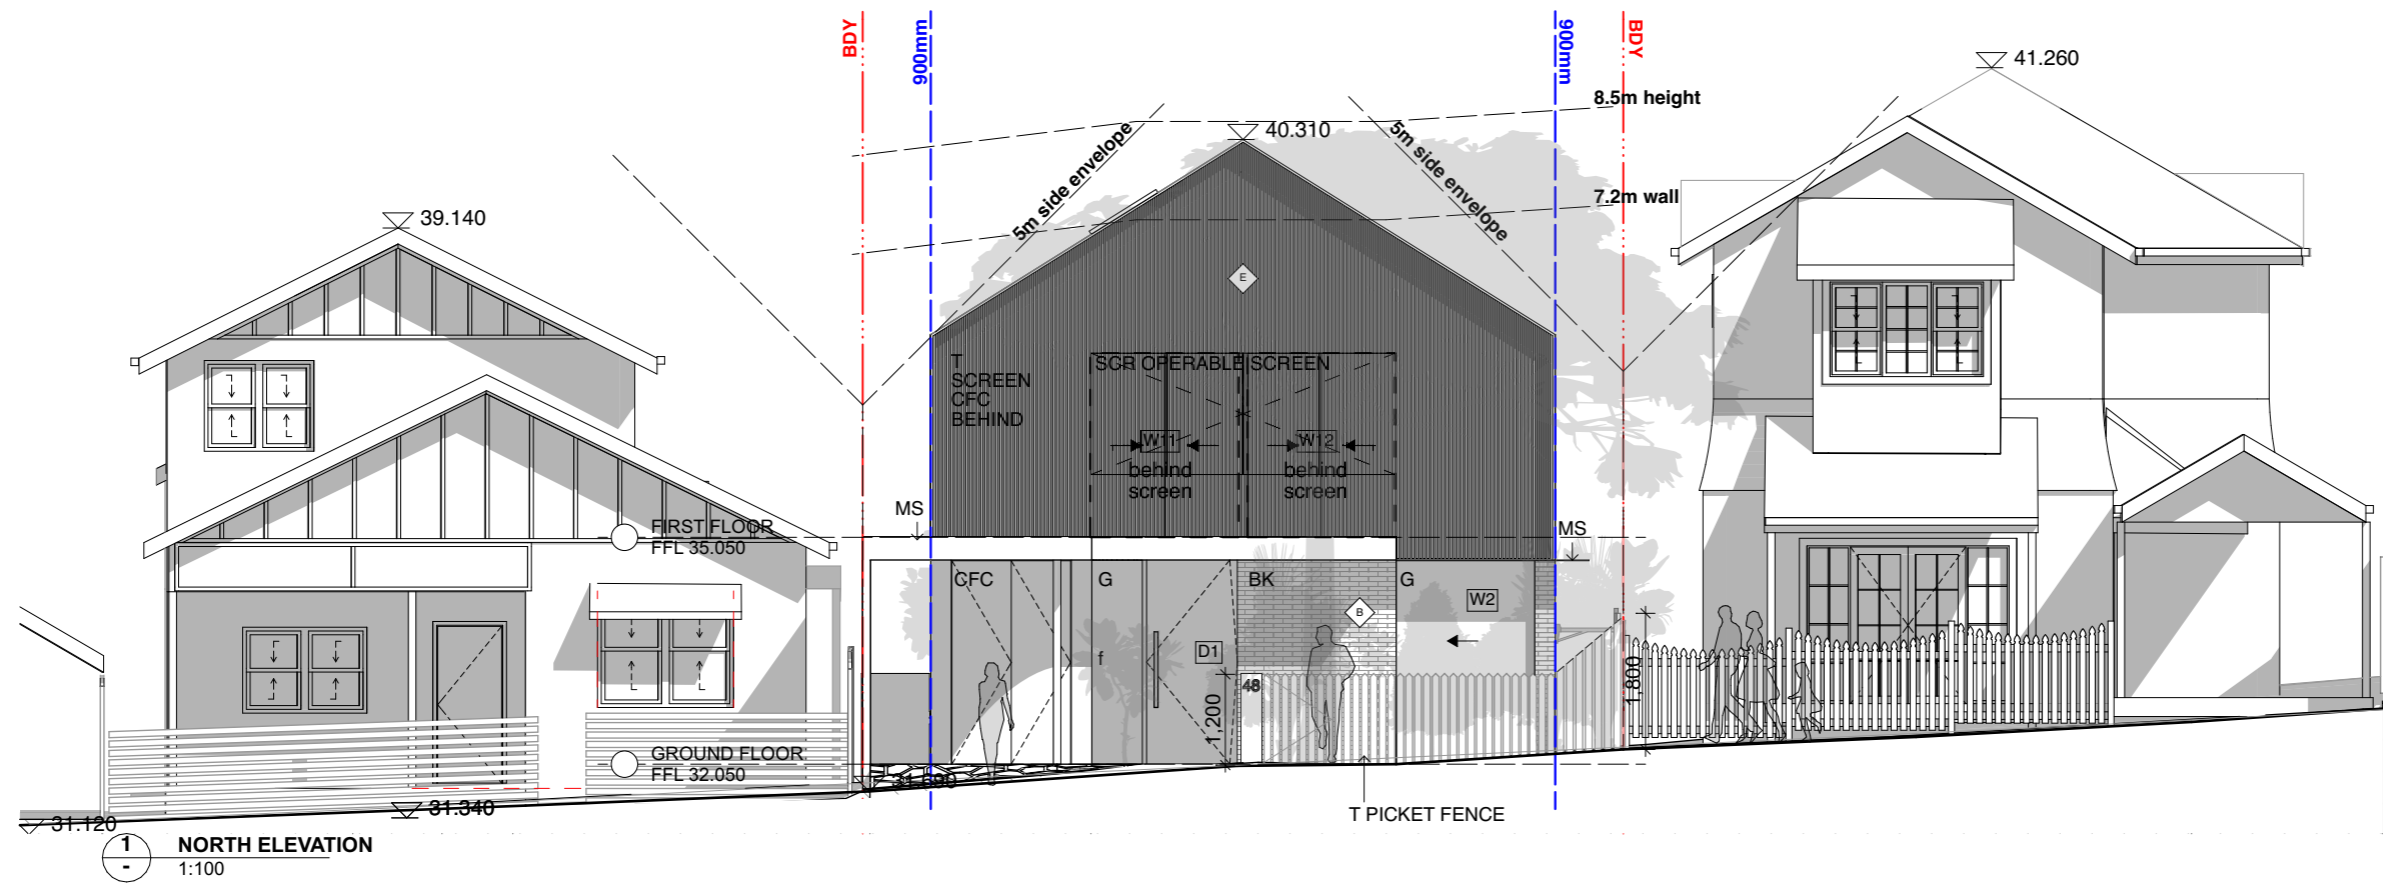 BDY
900mm
900mm
BDY
41.260
8.5m height
40.310
5m side envelope
5m side envelope
7.2m wall
39.140
E
T
SCREEN
CFC
BEHIND
SCR OPERABLE SCREEN
W11
W12
behind
screen
behind
screen
MS
MS
FIRST FLOOR
FFL 35.050
CFC
G
BK
G
W2
B
f
D1
48
1,200
1,800
GROUND FLOOR
FFL 32.050
31.690
31.340
31.120
T PICKET FENCE
1
-
NORTH ELEVATION
1:100